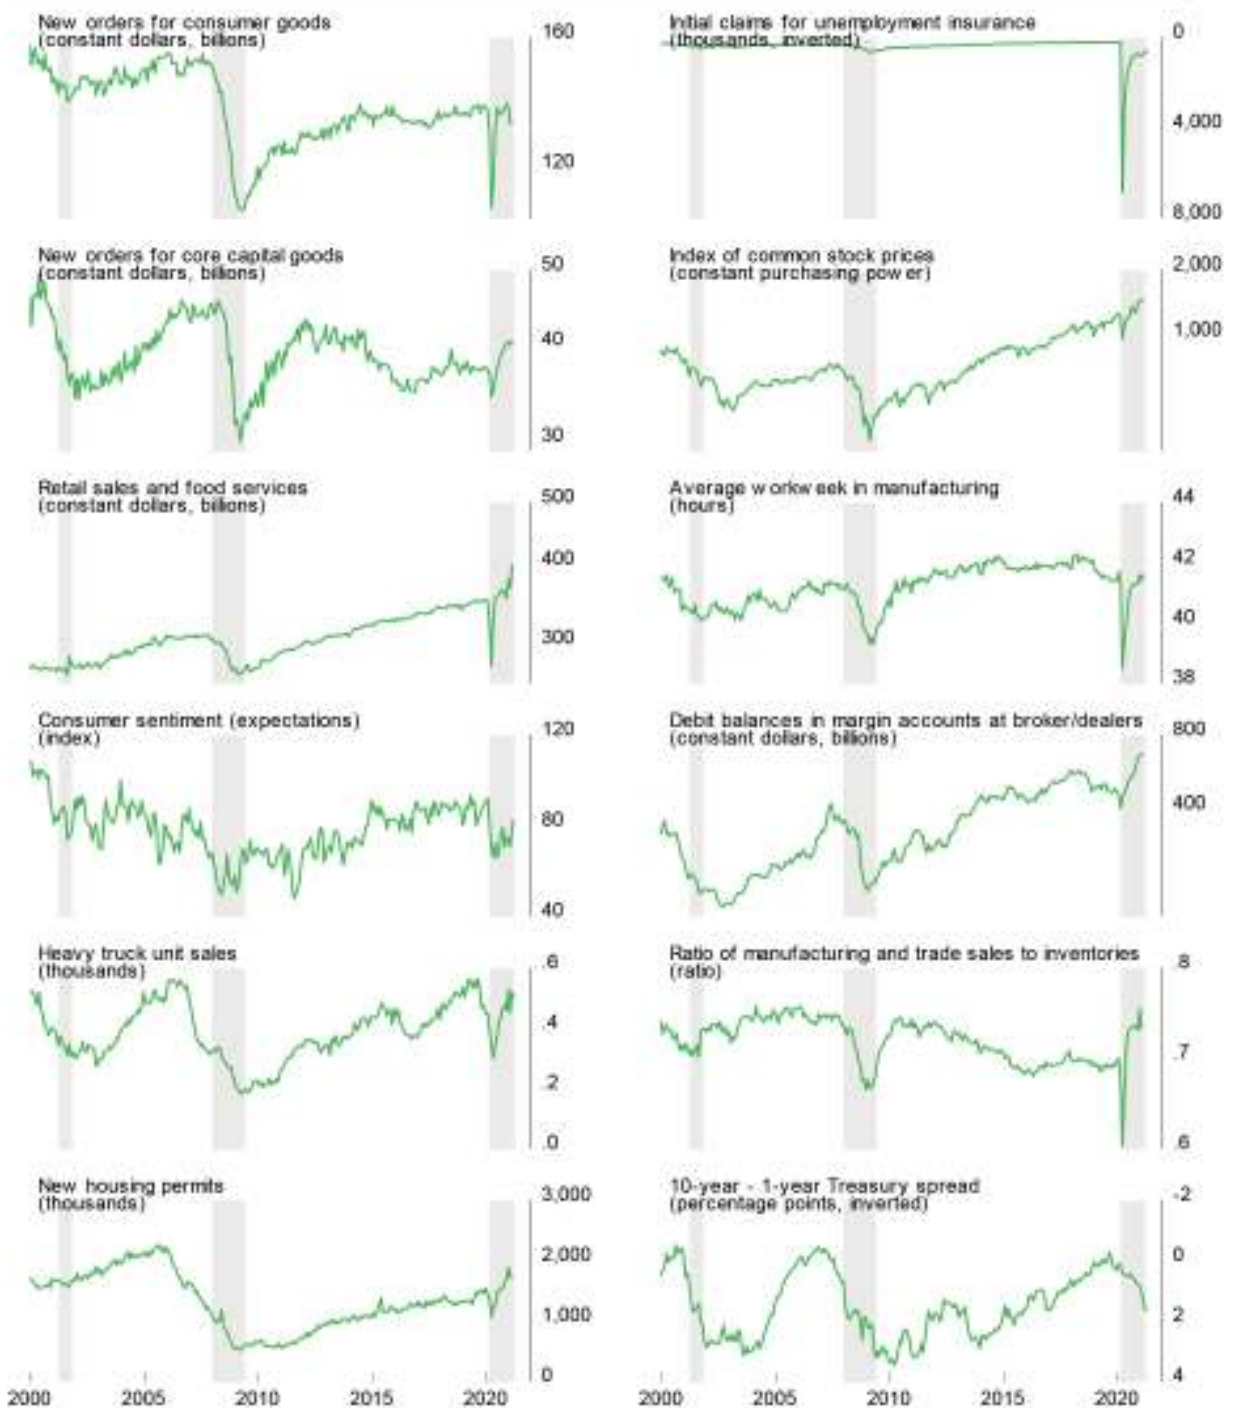 New orders for consumer goods
(constant dollars, billions)
160
120
Initial claims for unemployment insurance
(thousands, inverted)
0
4,000
8,000
New orders for core capital goods
(constant dollars, billions)
50
40
30
Index of common stock prices
(constant purchasing power)
2,000
1,000
Retail sales and food services
(constant dollars, billions)
500
400
300
Average workweek in manufacturing
(hours)
44
42
40
38
Consumer sentiment (expectations)
(index)
120
80
40
Debit balances in margin accounts at broker/dealers
(constant dollars, billions)
800
400
Heavy truck unit sales
(thousands)
.6
.4
.2
.0
Ratio of manufacturing and trade sales to inventories
(ratio)
.8
.7
.6
New housing permits
(thousands)
3,000
2,000
1,000
0
2000 2005 2010 2015 2020
10-year - 1-year Treasury spread
(percentage points, inverted)
-2
0
2
4
2000 2005 2010 2015 2020